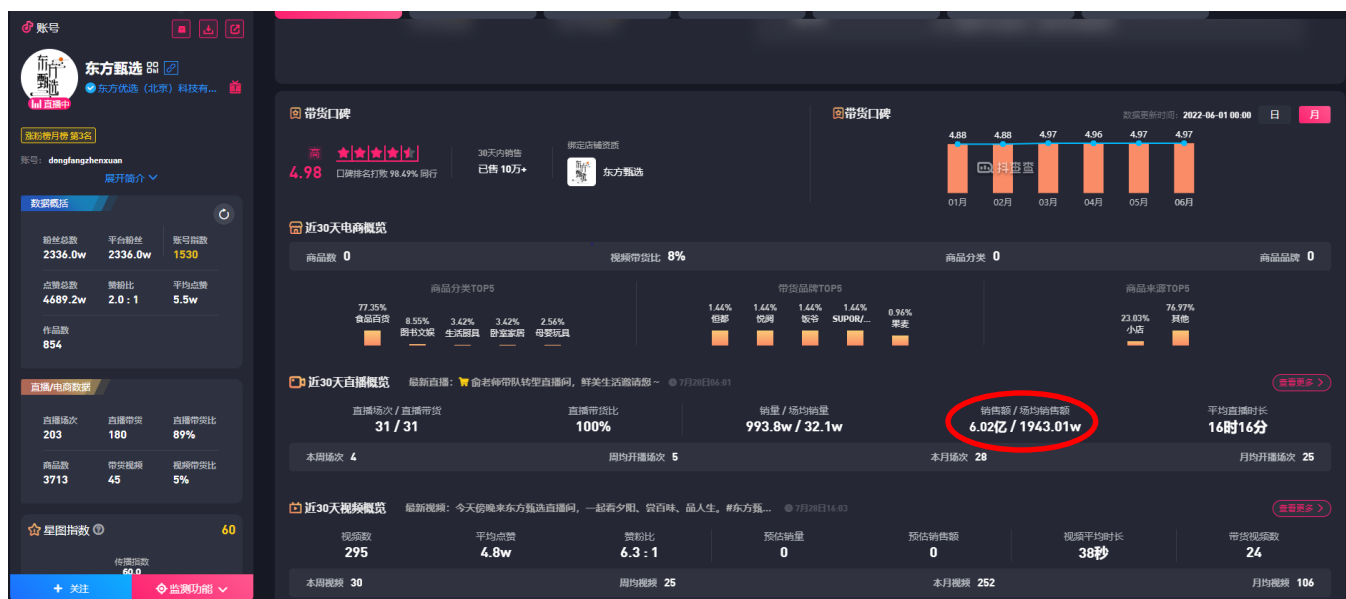 账号
东方甄选
东方优选（北京）科技有...
直播中
涨粉榜月榜 第3名
账号： dongfangzhenxuan
展开简介
数据概括
粉丝总数 平台粉丝 账号指数
2336.0w 2336.0w 1530
点赞总数 赞粉比 平均点赞
4689.2w 2.0 : 1 5.5w
作品数
854
直播/电商数据
直播场次 直播带货 直播带货比
203 180 89%
商品数 带货视频 视频带货比
3713 45 5%
星图指数 60
传播指数
60.0
+ 关注 监测功能
带货口碑
高
4.98 口碑排名打败 98.49% 同行
30天内销售
已售 10万+
绑定店铺资质
东方甄选
带货口碑 数据更新时间：2022-06-01 00:00 日 月
4.88 4.88 4.97 4.96 4.97 4.97
抖查查
01月 02月 03月 04月 05月 06月
近30天电商概览
商品数 0 视频带货比 8% 商品分类 0 商品品牌 0
商品分类TOP5
77.35% 8.55% 3.42% 3.42% 2.56%
食品百货 图书文娱 生活厨具 卧室家居 母婴玩具
带货品牌TOP5
1.44% 1.44% 1.44% 1.44% 0.96%
恒都 悦阅 饭爷 SUPOR/... 果麦
商品来源TOP5
23.03% 76.97%
小店 其他
近30天直播概览 最新直播： 俞老师带队转型直播间，鲜美生活邀请您~ 7月28日06:01 查看更多
直播场次 / 直播带货 直播带货比 销量 / 场均销量 销售额 / 场均销售额 平均直播时长
31 / 31 100% 993.8w / 32.1w 6.02亿 / 1943.01w 16时16分
本周场次 4 周均开播场次 5 本月场次 28 月均开播场次 25
近30天视频概览 最新视频：今天傍晚来东方甄选直播间，一起看夕阳、尝百味、品人生。#东方甄... 7月28日14:03 查看更多
视频数 平均点赞 赞粉比 预估销量 预估销售额 视频平均时长 带货视频数
295 4.8w 6.3 : 1 0 0 38秒 24
本周视频 30 周均视频 25 本月视频 252 月均视频 106